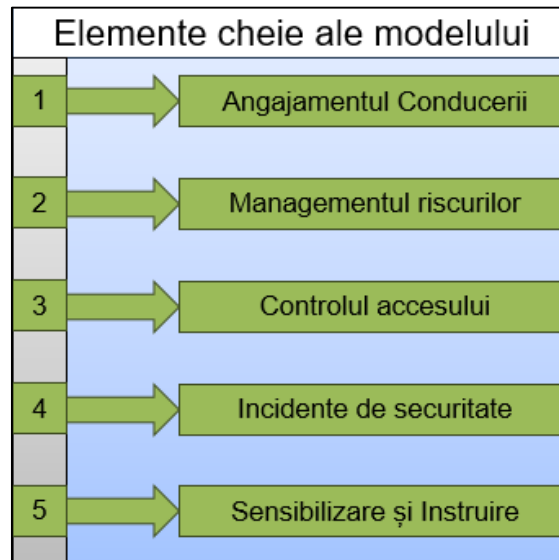 Elemente cheie ale modelului
1 Angajamentul Conducerii
2 Managementul riscurilor
3 Controlul accesului
4 Incidente de securitate
5 Sensibilizare și Instruire